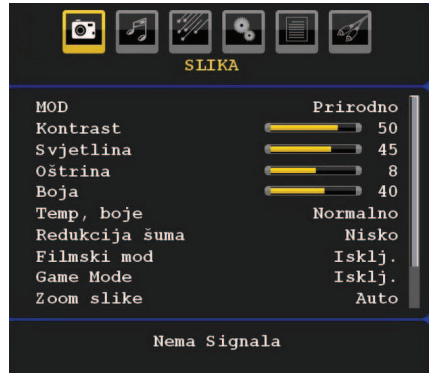 SLIKA
MOD Prirodno
Kontrast 50
Svjetlina 45
Oštrina 8
Boja 40
Temp, boje Normalno
Redukcija šuma Nisko
Filmski mod Isklj.
Game Mode Isklj.
Zoom slike Auto
Nema Signala